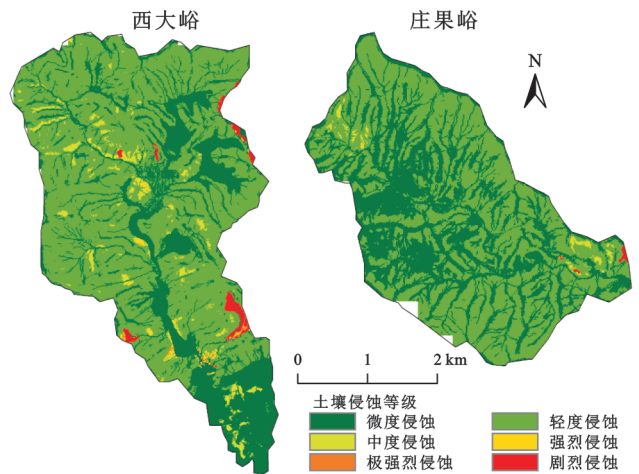 西大峪
庄果峪
N
0 1 2 km
土壤侵蚀等级
微度侵蚀
轻度侵蚀
中度侵蚀
强烈侵蚀
极强烈侵蚀
剧烈侵蚀